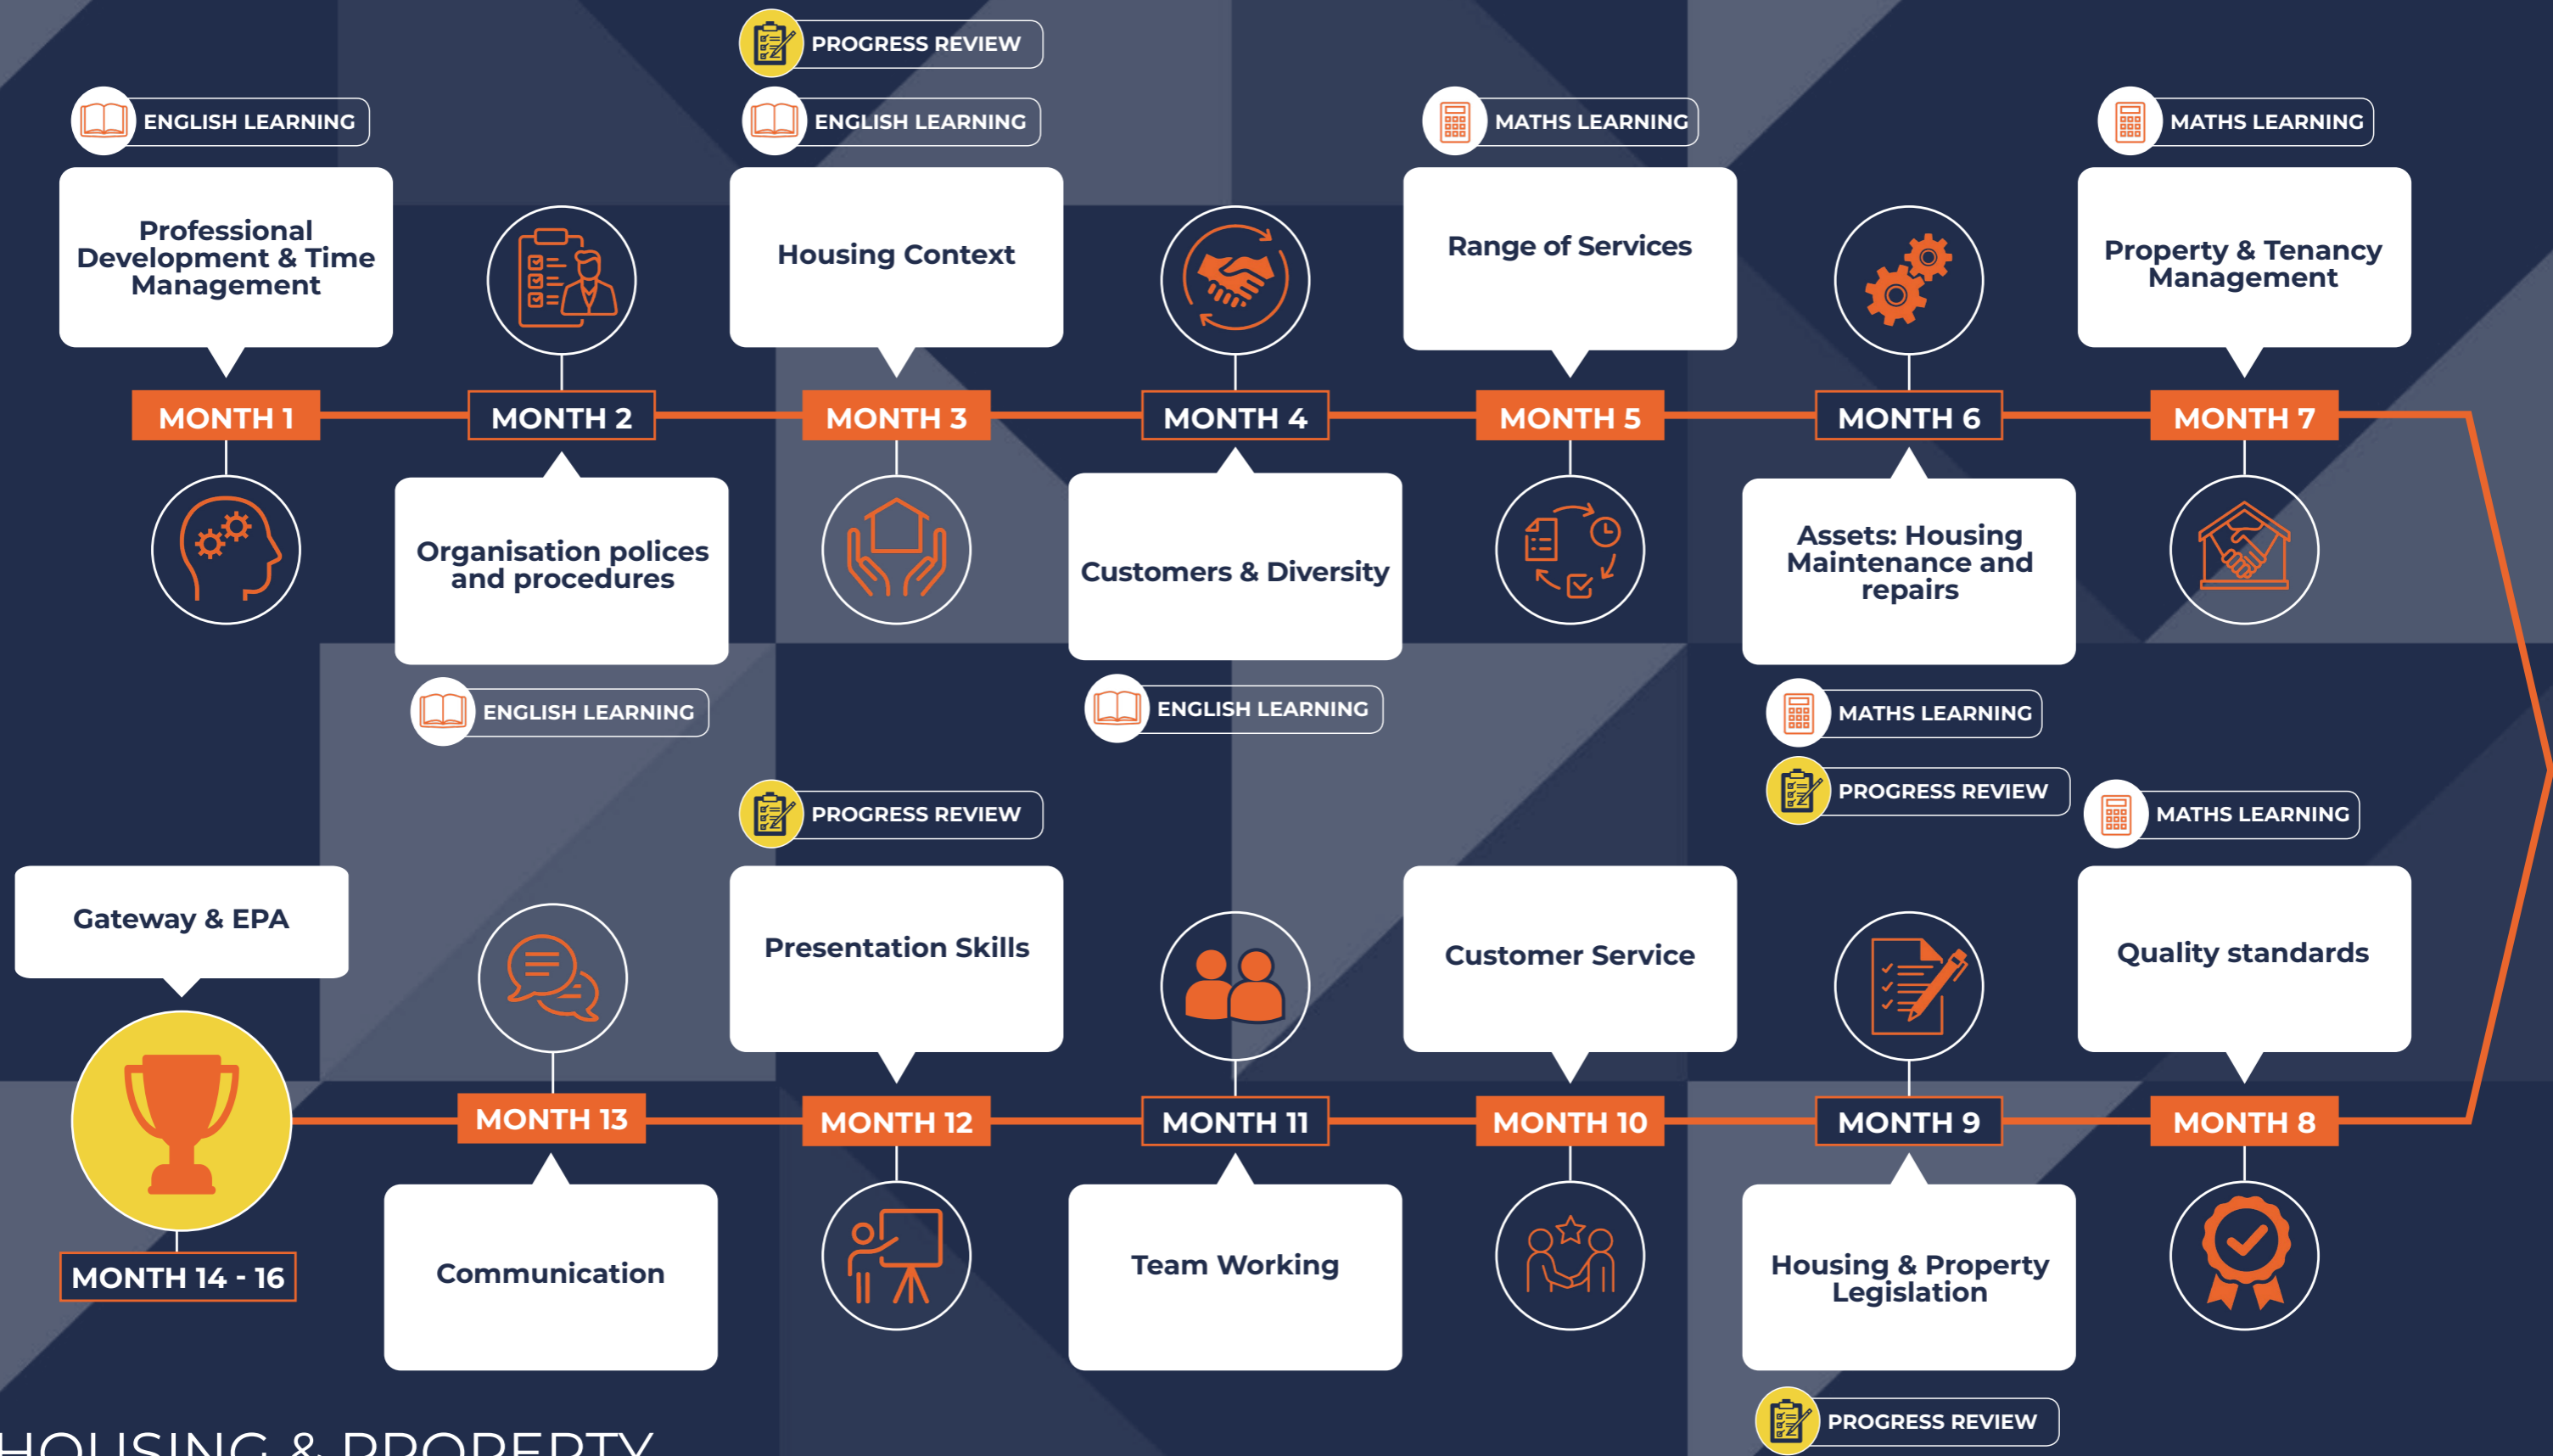 PROGRESS REVIEW
ENGLISH LEARNING
ENGLISH LEARNING
MATHS LEARNING
MATHS LEARNING
Professional
Development & Time
Management
Housing Context
Range of Services
Property & Tenancy
Management
MONTH 1
MONTH 2
MONTH 3
MONTH 4
MONTH 5
MONTH 6
MONTH 7
Organisation polices
and procedures
Customers & Diversity
Assets: Housing
Maintenance and
repairs
ENGLISH LEARNING
ENGLISH LEARNING
MATHS LEARNING
PROGRESS REVIEW
PROGRESS REVIEW
MATHS LEARNING
Gateway & EPA
Presentation Skills
Customer Service
Quality standards
MONTH 13
MONTH 12
MONTH 11
MONTH 10
MONTH 9
MONTH 8
MONTH 14 - 16
Communication
Team Working
Housing & Property
Legislation
PROGRESS REVIEW
HOUSING & PROPERTY